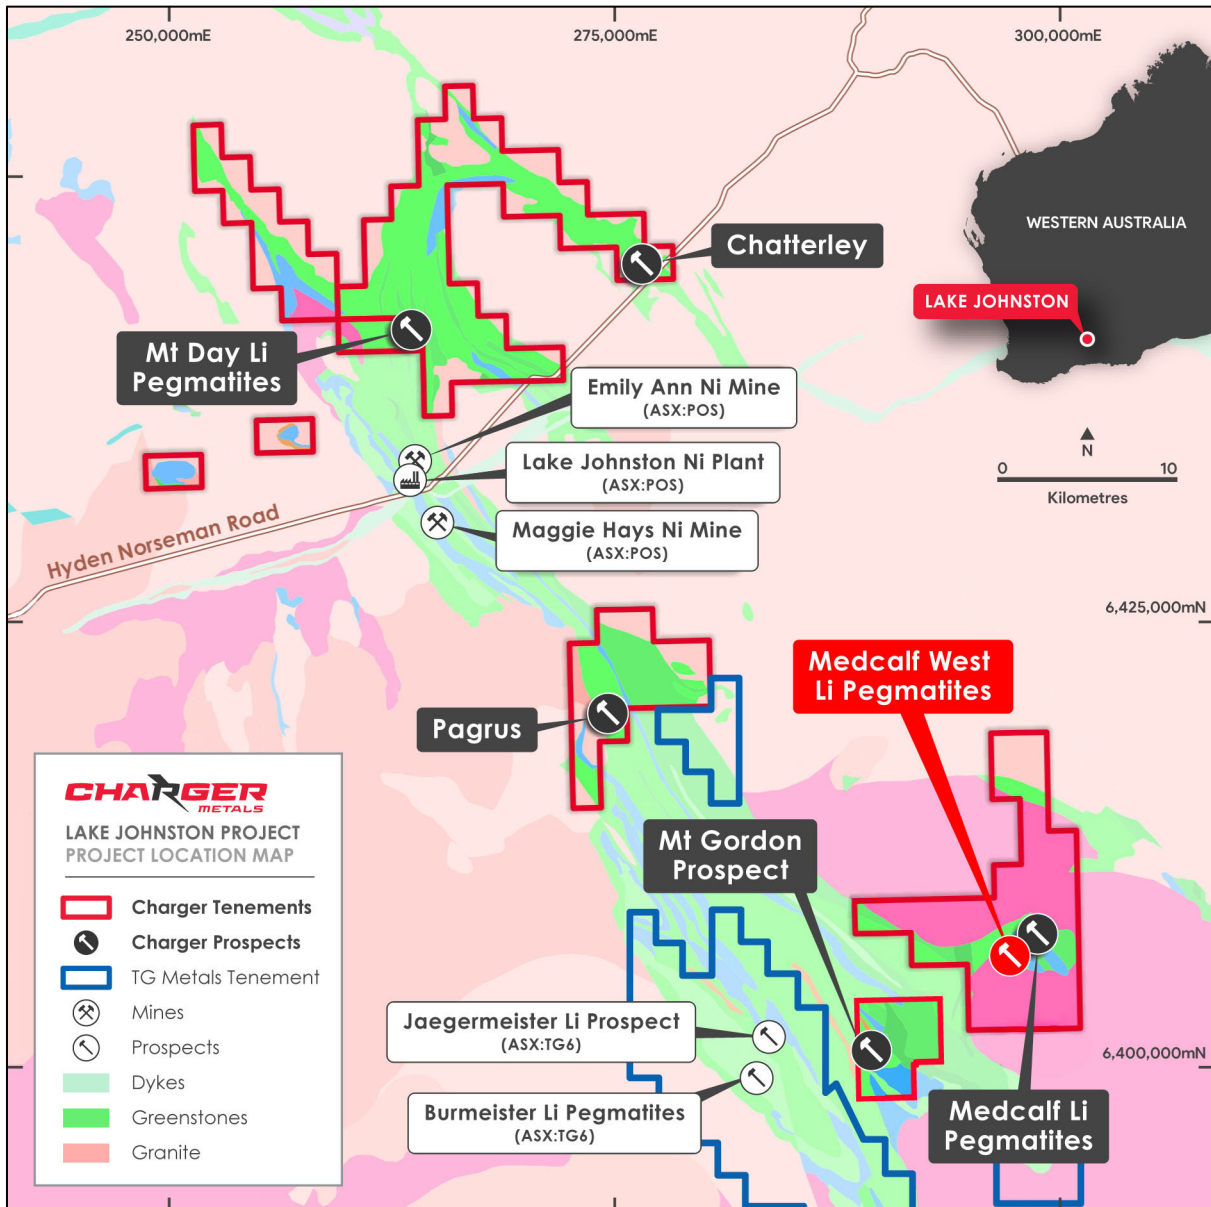 250,000mE
275,000mE
300,000mE
WESTERN AUSTRALIA
LAKE JOHNSTON
Chatterley
Mt Day Li
Pegmatites
Emily Ann Ni Mine
(ASX:POS)
Lake Johnston Ni Plant
(ASX:POS)
Maggie Hays Ni Mine
(ASX:POS)
Hyden Norseman Road
N
0
10
Kilometres
6,425,000mN
Medcalf West
Li Pegmatites
Pagrus
Mt Gordon
Prospect
Jaegermeister Li Prospect
(ASX:TG6)
Burmeister Li Pegmatites
(ASX:TG6)
6,400,000mN
Medcalf Li
Pegmatites
CHARGER
METALS
LAKE JOHNSTON PROJECT
PROJECT LOCATION MAP
Charger Tenements
Charger Prospects
TG Metals Tenement
Mines
Prospects
Dykes
Greenstones
Granite